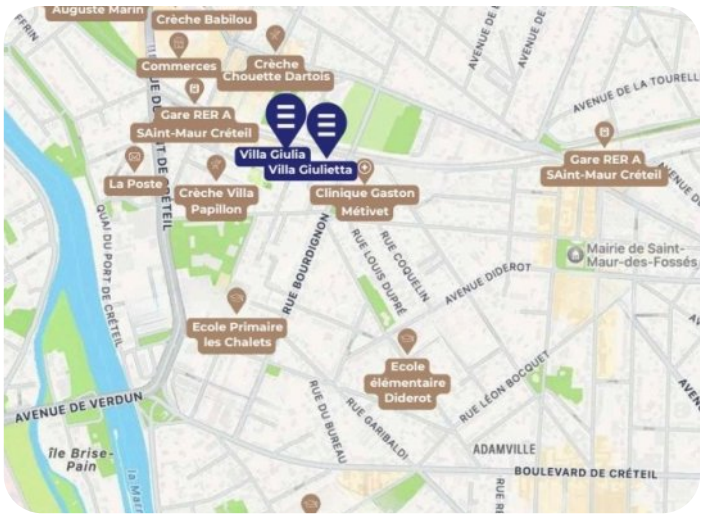 Auguste Marin
Crèche Babilou
Commerces
Crèche
Chouette Dartois
Gare RER A
SAint-Maur Créteil
Villa Giulia
Villa Giulietta
La Poste
Crèche Villa
Papillon
Clinique Gaston
Métivet
Gare RER A
SAint-Maur Créteil
AVENUE DE
AVENUE DE
AVENUE DE LA TOURELL
QUAI DU PORT DE CRÉTEIL
RUE BOURDIGNON
RUE LOUIS DUPRÉ
RUE COQUELIN
AVENUE DIDEROT
Mairie de Saint-
Maur-des-Fossés
Ecole Primaire
les Chalets
Ecole
élémentaire
Diderot
AVENUE DE VERDUN
RUE DU BUREAU
RUE GARIBALDI
RUE LÉON BOCQUET
île Brise-
Pain
la Mar
ADAMVILLE
BOULEVARD DE CRÉTEIL